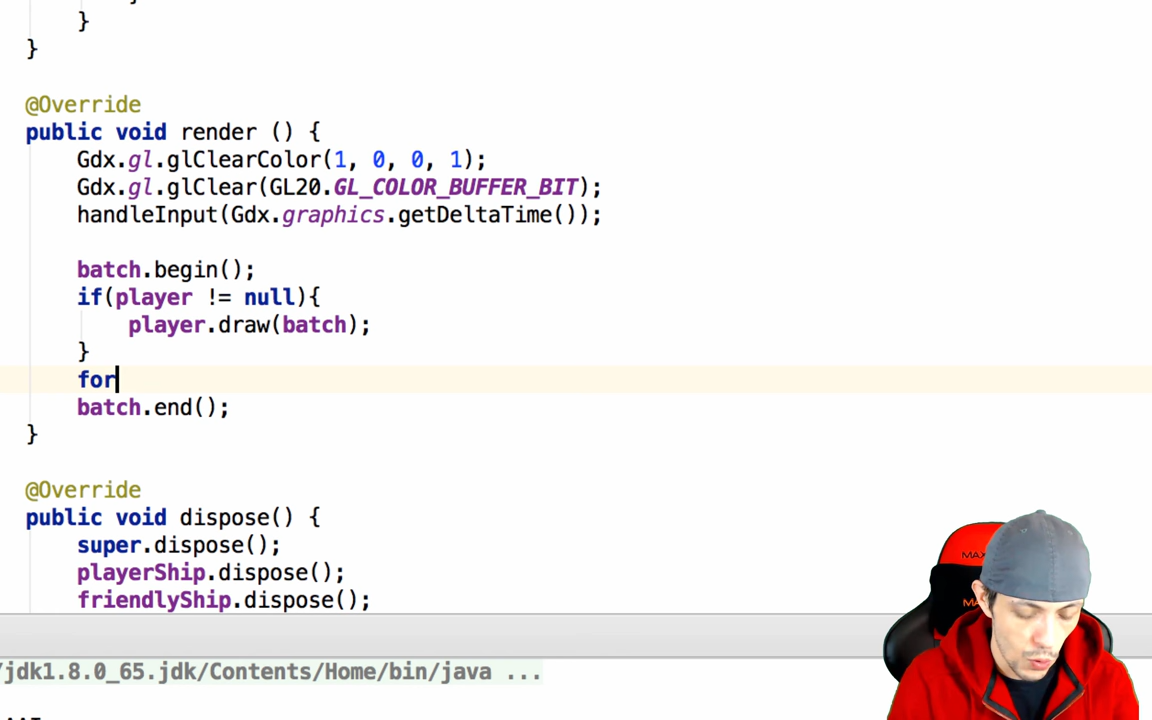 }
}
@Override
public void render () {
Gdx.gl.glClearColor(1, 0, 0, 1);
Gdx.gl.glClear(GL20.GL_COLOR_BUFFER_BIT);
handleInput(Gdx.graphics.getDeltaTime());
batch.begin();
if(player != null){
player.draw(batch);
}
for
batch.end();
}
@Override
public void dispose() {
super.dispose();
playerShip.dispose();
friendlyShip.dispose();
/jdk1.8.0_65.jdk/Contents/Home/bin/java ...